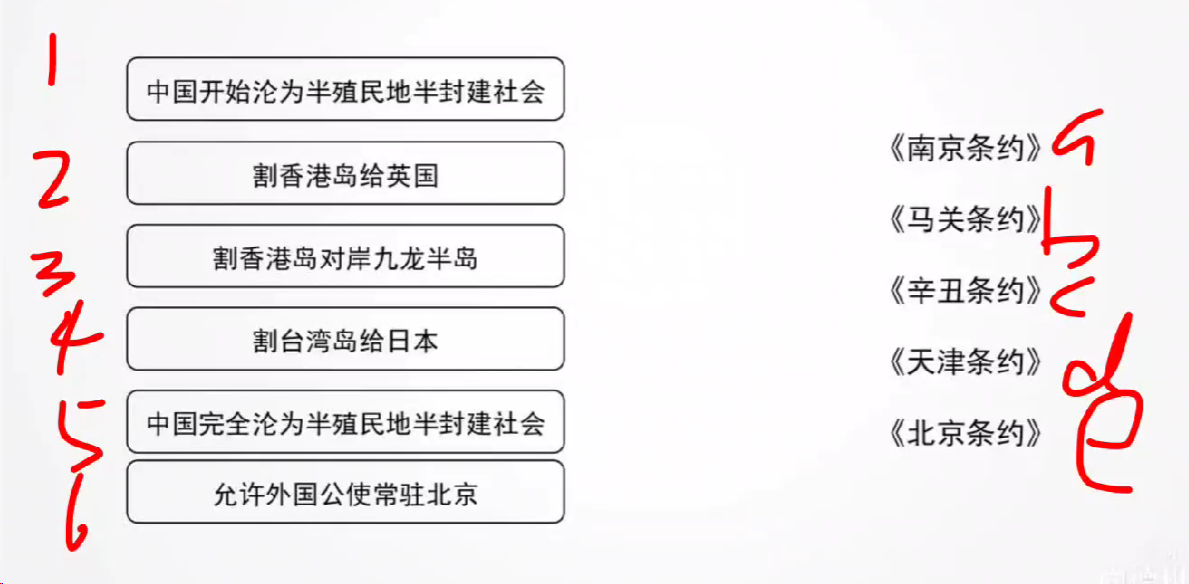 1
中国开始沦为半殖民地半封建社会
2
割香港岛给英国
3
割香港岛对岸九龙半岛
4
割台湾岛给日本
5
中国完全沦为半殖民地半封建社会
6
允许外国公使常驻北京
《南京条约》a
《马关条约》b
《辛丑条约》c
《天津条约》d
《北京条约》e